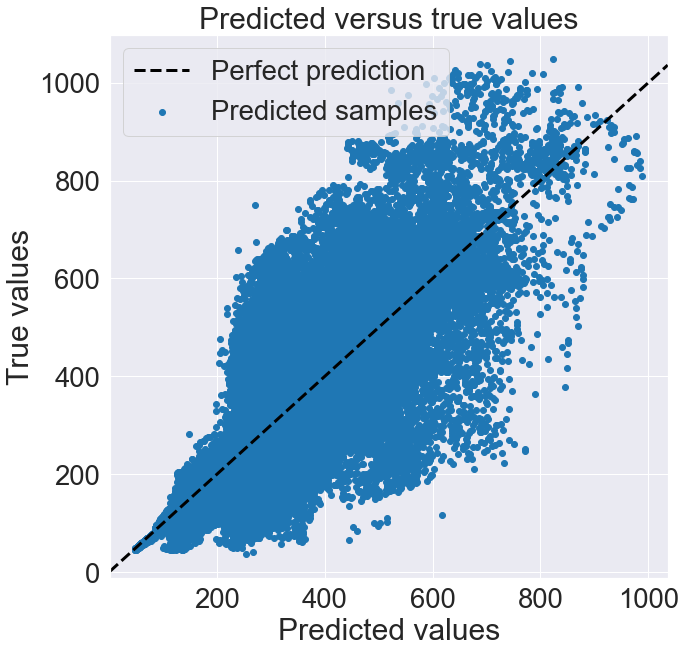 Predicted versus true values
Perfect prediction
Predicted samples
1000
800
600
400
200
0
True values
200 400 600 800 1000
Predicted values